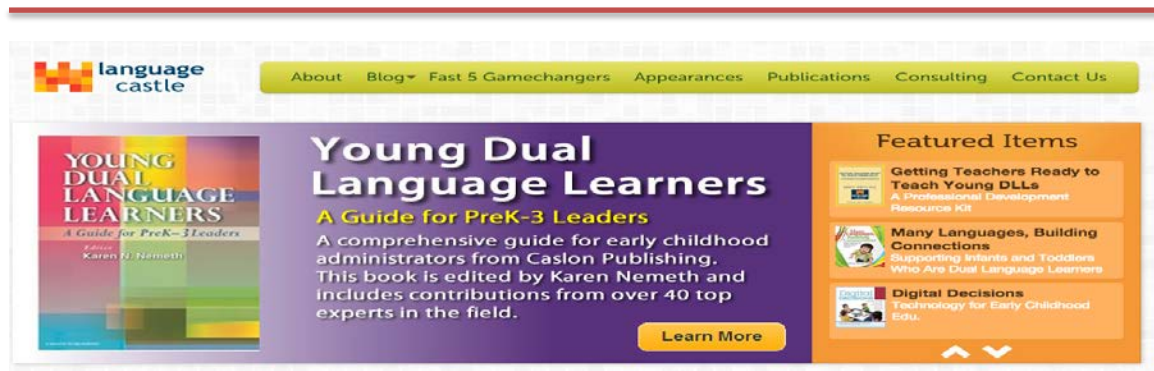 language
castle
About Blog Fast 5 Gamechangers Appearances Publications Consulting Contact Us
YOUNG
DUAL
LANGUAGE
LEARNERS
A Guide for PreK–3 Leaders
Editor
Karen N. Nemeth
Young Dual
Language Learners
A Guide for PreK-3 Leaders
A comprehensive guide for early childhood
administrators from Caslon Publishing.
This book is edited by Karen Nemeth and
includes contributions from over 40 top
experts in the field.
Learn More
Featured Items
Getting Teachers Ready to
Teach Young DLLs
A Professional Development
Resource Kit
Many Languages, Building
Connections
Supporting Infants and Toddlers
Who Are Dual Language Learners
Digital Decisions
Technology for Early Childhood
Edu.